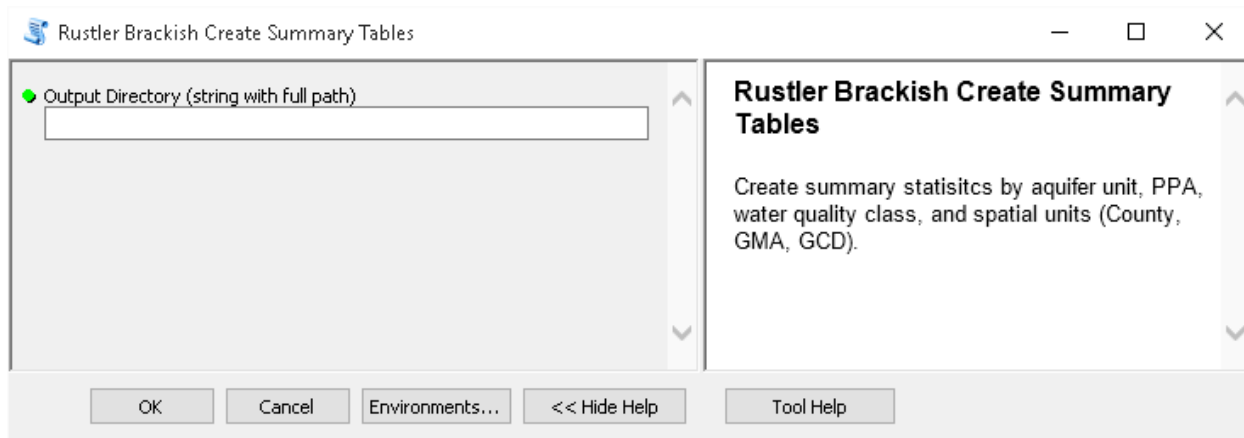 Rustler Brackish Create Summary Tables
Output Directory (string with full path)
Rustler Brackish Create Summary
Tables
Create summary statisitcs by aquifer unit, PPA,
water quality class, and spatial units (County,
GMA, GCD).
OK Cancel Environments... << Hide Help Tool Help